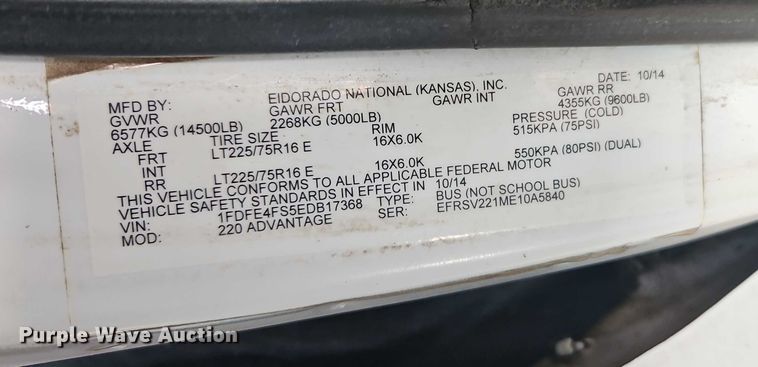 DATE: 10/14
MFD BY: EIDORADO NATIONAL (KANSAS), INC.
GVWR GAWR FRT GAWR INT GAWR RR
6577KG (14500LB) 2268KG (5000LB) 4355KG (9600LB)
AXLE TIRE SIZE RIM PRESSURE (COLD)
FRT LT225/75R16 E 16X6.0K 515KPA (75PSI)
INT
RR LT225/75R16 E 16X6.0K 550KPA (80PSI) (DUAL)
THIS VEHICLE CONFORMS TO ALL APPLICABLE FEDERAL MOTOR
VEHICLE SAFETY STANDARDS IN EFFECT IN 10/14
VIN: 1FDFE4FS5EDB17368 TYPE: BUS (NOT SCHOOL BUS)
MOD: 220 ADVANTAGE SER: EFRSV221ME10A5840
Purple Wave Auction